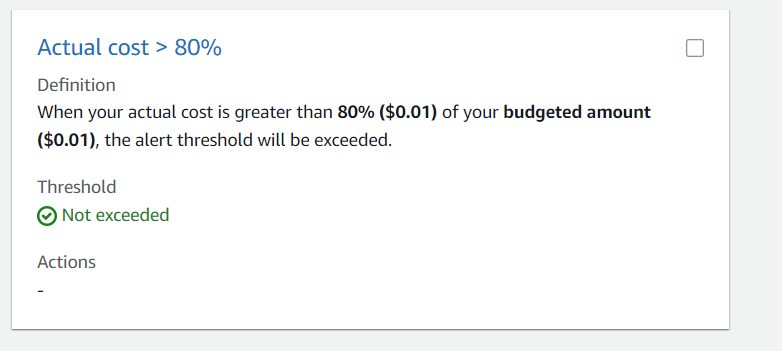 Actual cost > 80%
Definition
When your actual cost is greater than 80% ($0.01) of your budgeted amount
($0.01), the alert threshold will be exceeded.
Threshold
Not exceeded
Actions
-